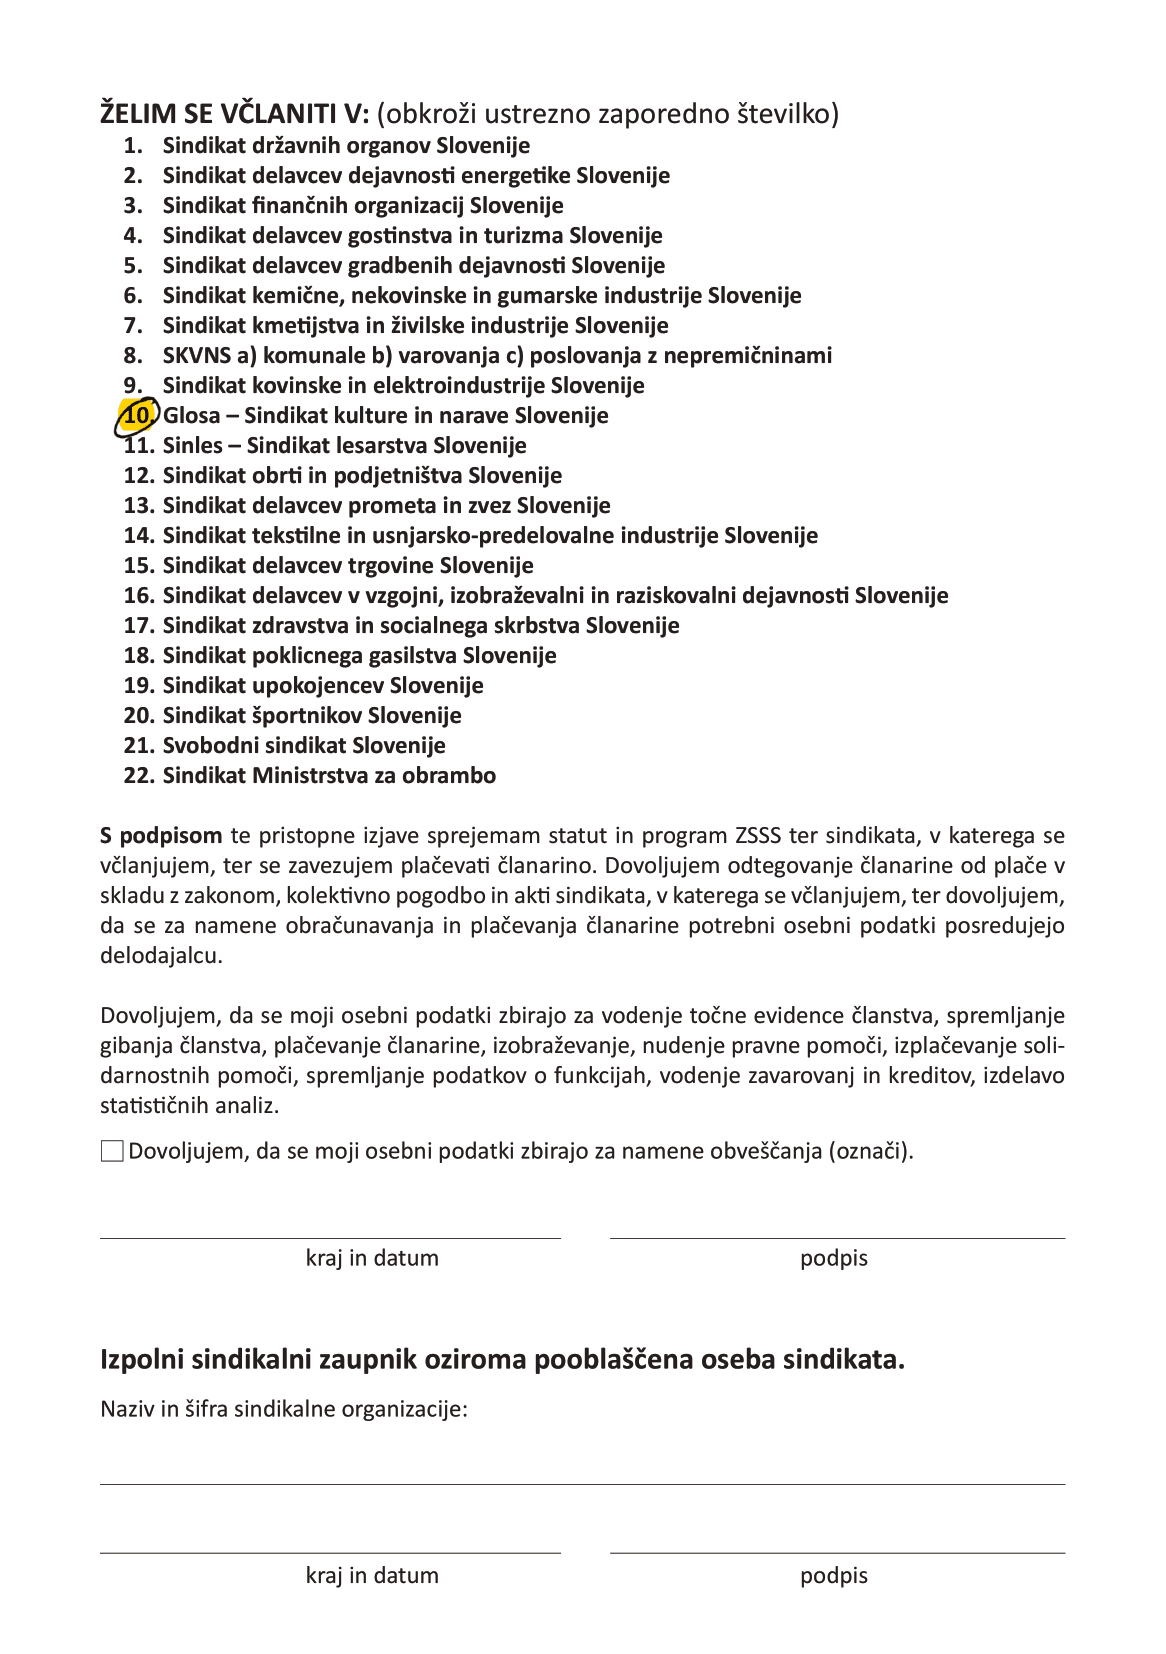 ŽELIM SE VČLANITI V: (obkroži ustrezno zaporedno številko)
1. Sindikat državnih organov Slovenije
2. Sindikat delavcev dejavnosti energetike Slovenije
3. Sindikat finančnih organizacij Slovenije
4. Sindikat delavcev gostinstva in turizma Slovenije
5. Sindikat delavcev gradbenih dejavnosti Slovenije
6. Sindikat kemične, nekovinske in gumarske industrije Slovenije
7. Sindikat kmetijstva in živilske industrije Slovenije
8. SKVNS a) komunale b) varovanja c) poslovanja z nepremičninami
9. Sindikat kovinske in elektroindustrije Slovenije
10. Glosa – Sindikat kulture in narave Slovenije
11. Sinles – Sindikat lesarstva Slovenije
12. Sindikat obrti in podjetništva Slovenije
13. Sindikat delavcev prometa in zvez Slovenije
14. Sindikat tekstilne in usnjarsko-predelovalne industrije Slovenije
15. Sindikat delavcev trgovine Slovenije
16. Sindikat delavcev v vzgojni, izobraževalni in raziskovalni dejavnosti Slovenije
17. Sindikat zdravstva in socialnega skrbstva Slovenije
18. Sindikat poklicnega gasilstva Slovenije
19. Sindikat upokojencev Slovenije
20. Sindikat športnikov Slovenije
21. Svobodni sindikat Slovenije
22. Sindikat Ministrstva za obrambo
S podpisom te pristopne izjave sprejemam statut in program ZSSS ter sindikata, v katerega se
včlanjujem, ter se zavezujem plačevati članarino. Dovoljujem odtegovanje članarine od plače v
skladu z zakonom, kolektivno pogodbo in akti sindikata, v katerega se včlanjujem, ter dovoljujem,
da se za namene obračunavanja in plačevanja članarine potrebni osebni podatki posredujejo
delodajalcu.
Dovoljujem, da se moji osebni podatki zbirajo za vodenje točne evidence članstva, spremljanje
gibanja članstva, plačevanje članarine, izobraževanje, nudenje pravne pomoči, izplačevanje soli-
darnostnih pomoči, spremljanje podatkov o funkcijah, vodenje zavarovanj in kreditov, izdelavo
statističnih analiz.
Dovoljujem, da se moji osebni podatki zbirajo za namene obveščanja (označi).
kraj in datum podpis
Izpolni sindikalni zaupnik oziroma pooblaščena oseba sindikata.
Naziv in šifra sindikalne organizacije:
kraj in datum podpis